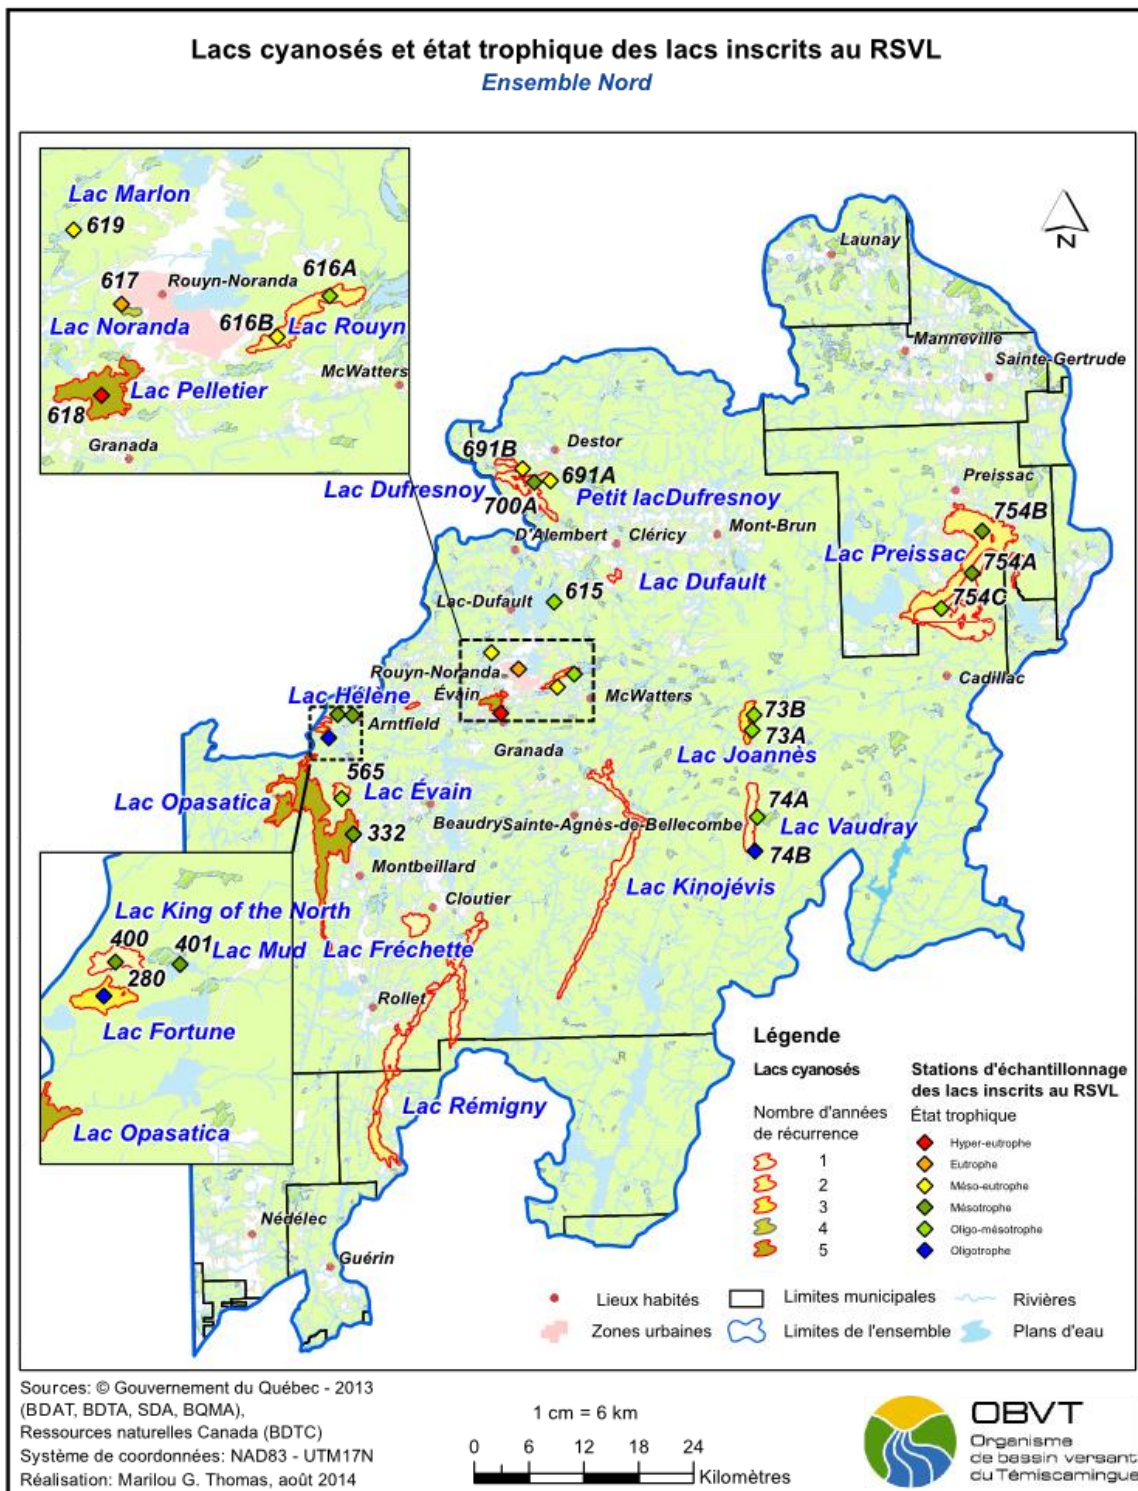 Lacs cyanosés et état trophique des lacs inscrits au RSVL
Ensemble Nord
Lac Marlon
619
617
Rouyn-Noranda
616A
Lac Noranda
616B
Lac Rouyn
McWatters
Lac Pelletier
618
Granada
N
Launay
Manneville
Sainte-Gertrude
Destor
691B
691A
Lac Dufresnoy
700A
Petit lacDufresnoy
Preissac
754B
D'Alembert
Cléricy
Mont-Brun
Lac Preissac
754A
Lac Dufault
615
Lac-Dufault
754C
Rouyn-Noranda
Évain
McWatters
Cadillac
Lac Hélène
Arntfield
Granada
73B
73A
Lac Joannès
565
Lac Opasatica
Lac Évain
74A
Beaudry
Sainte-Agnès-de-Bellecombe
Lac Vaudray
332
74B
Montbeillard
Lac Kinojévis
Cloutier
Lac King of the North
400
401
Lac Mud
Lac Fréchette
280
Lac Fortune
Rollet
Lac Opasatica
Lac Rémigny
Nédélec
Guérin
Légende
Lacs cyanosés
Nombre d'années
de récurrence
1
2
3
4
5
Stations d'échantillonnage
des lacs inscrits au RSVL
État trophique
Hyper-eutrophe
Eutrophe
Méso-eutrophe
Mésotrophe
Oligo-mésotrophe
Oligotrophe
Lieux habités
Limites municipales
Rivières
Zones urbaines
Limites de l'ensemble
Plans d'eau
Sources: © Gouvernement du Québec - 2013
(BDAT, BDTA, SDA, BQMA),
Ressources naturelles Canada (BDTC)
Système de coordonnées: NAD83 - UTM17N
Réalisation: Marilou G. Thomas, août 2014
1 cm = 6 km
0 6 12 18 24
Kilomètres
OBVT
Organisme
de bassin versant
du Témiscamingue